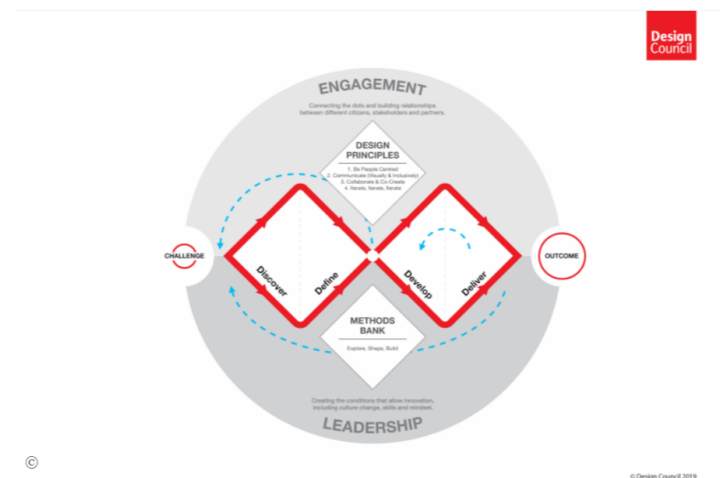 Design
Council
ENGAGEMENT
Connecting the dots and building relationships
between different citizens, stakeholders and partners.
DESIGN
PRINCIPLES
1. Be People Centred
2. Communicate (Visually & Inclusively)
3. Collaborate & Co-Create
4. Iterate, Iterate, Iterate
CHALLENGE
OUTCOME
Discover
Define
Develop
Deliver
METHODS
BANK
Explore, Shape, Build
Creating the conditions that allow innovation,
including culture change, skills and mindset.
LEADERSHIP
©
© Design Council 2019